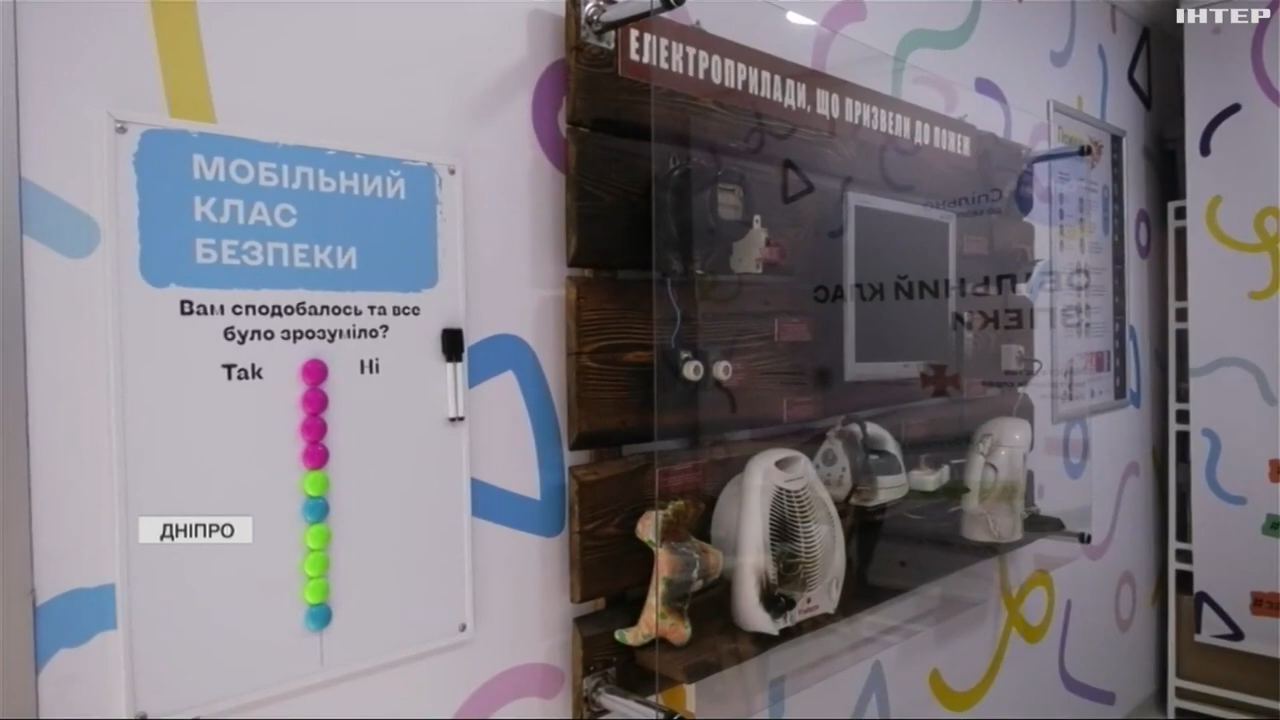 ІНТЕР
ЕЛЕКТРОПРИЛАДИ, ЩО ПРИЗВЕЛИ ДО ПОЖЕЖ
МОБІЛЬНИЙ
КЛАС
БЕЗПЕКИ
Вам сподобалось та все
було зрозуміло?
Так
Ні
ДНІПРО